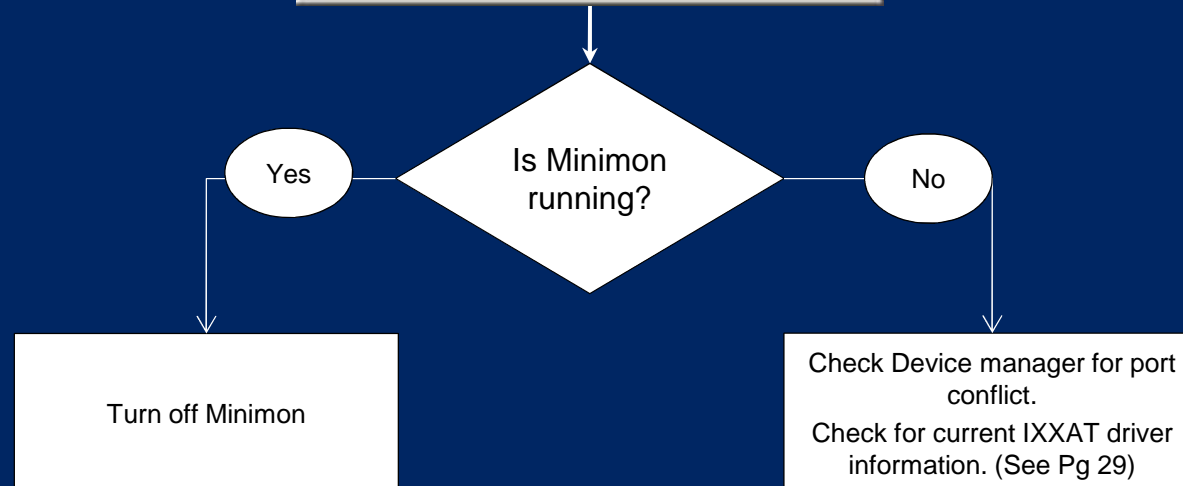 Is Minimon
running?
Yes
No
Turn off Minimon
Check Device manager for port
conflict.
Check for current IXXAT driver
information. (See Pg 29)